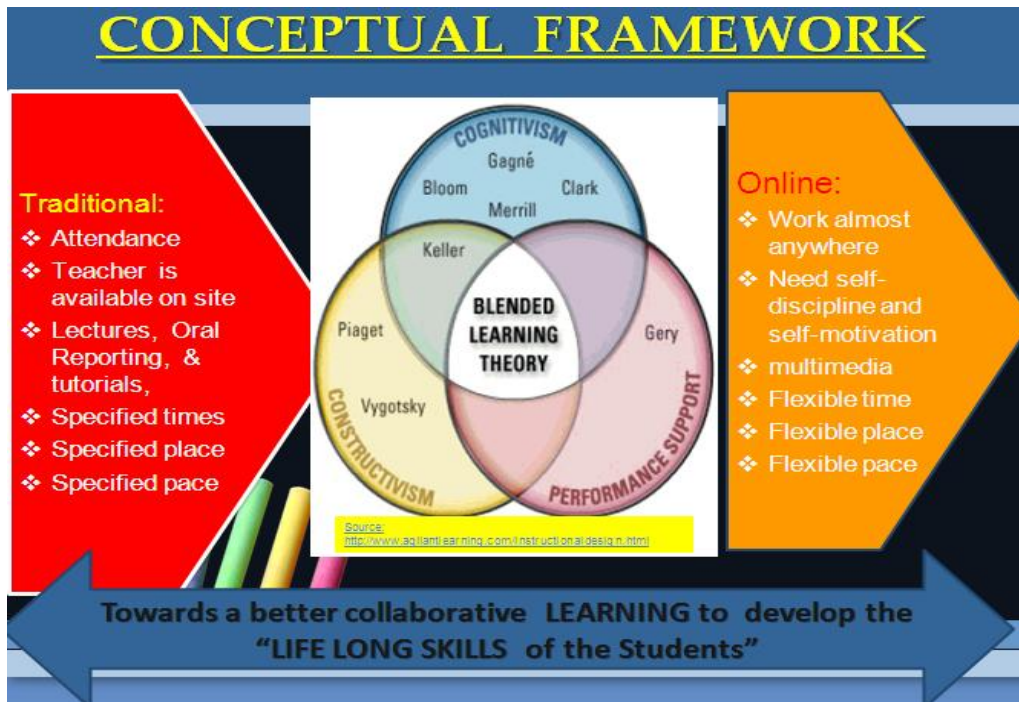 CONCEPTUAL FRAMEWORK
Traditional:
❖ Attendance
❖ Teacher is
available on site
❖ Lectures, Oral
Reporting, &
tutorials,
❖ Specified times
❖ Specified place
❖ Specified pace
COGNITIVISM
Gagné
Bloom
Clark
Merrill
Keller
Piaget
Vygotsky
CONSTRUCTIVISM
BLENDED
LEARNING
THEORY
Gery
PERFORMANCE SUPPORT
Source:
http://www.agilantlearning.com/instructionaldesign.html
Online:
❖ Work almost
anywhere
❖ Need self-
discipline and
self-motivation
❖ multimedia
❖ Flexible time
❖ Flexible place
❖ Flexible pace
Towards a better collaborative LEARNING to develop the
“LIFE LONG SKILLS of the Students”